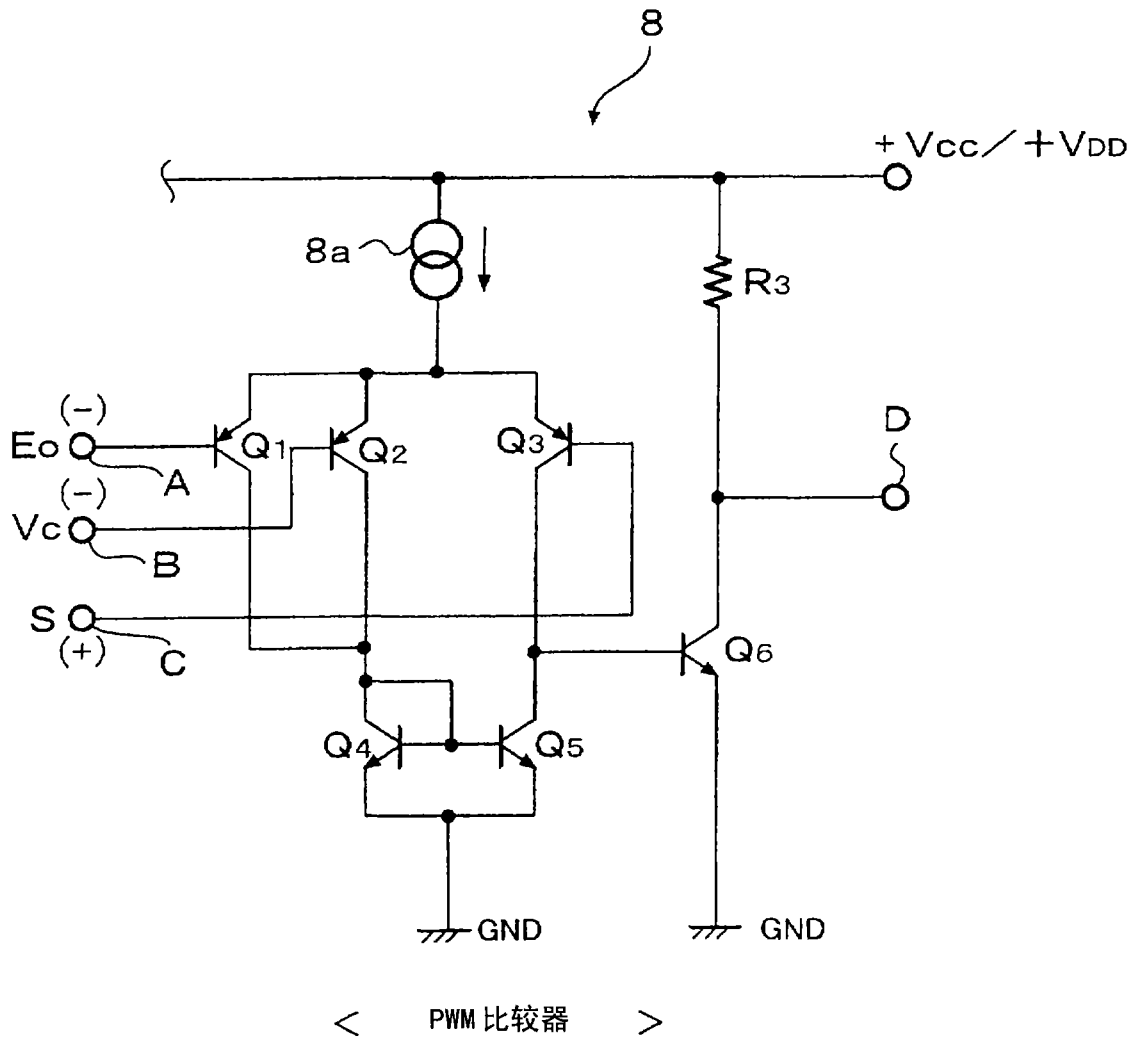 8
+Vcc/+VDD
8a
R3
(-)
Eo
A
Q1
Q2
Q3
D
(-)
Vc
B
S
(+)
C
Q6
Q4
Q5
GND
GND
< PWM比较器 >